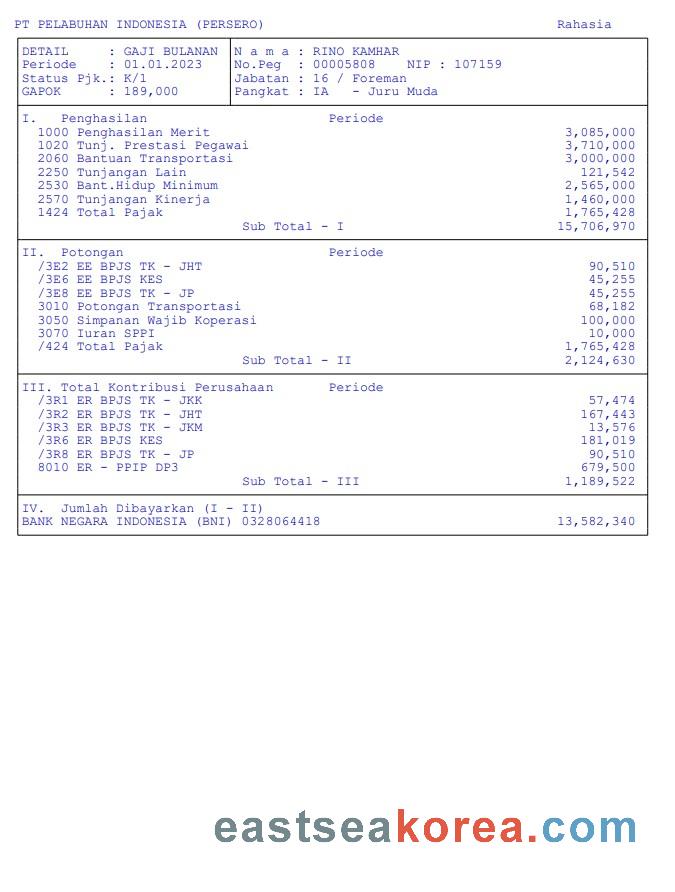 PT PELABUHAN INDONESIA (PERSERO) Rahasia
DETAIL : GAJI BULANAN N a m a : RINO KAMHAR
Periode : 01.01.2023 No.Peg : 00005808 NIP : 107159
Status Pjk.: K/1 Jabatan : 16 / Foreman
GAPOK : 189,000 Pangkat : IA - Juru Muda
I. Penghasilan Periode
1000 Penghasilan Merit 3,085,000
1020 Tunj. Prestasi Pegawai 3,710,000
2060 Bantuan Transportasi 3,000,000
2250 Tunjangan Lain 121,542
2530 Bant.Hidup Minimum 2,565,000
2570 Tunjangan Kinerja 1,460,000
1424 Total Pajak 1,765,428
Sub Total - I 15,706,970
II. Potongan Periode
/3E2 EE BPJS TK - JHT 90,510
/3E6 EE BPJS KES 45,255
/3E8 EE BPJS TK - JP 45,255
3010 Potongan Transportasi 68,182
3050 Simpanan Wajib Koperasi 100,000
3070 Iuran SPPI 10,000
/424 Total Pajak 1,765,428
Sub Total - II 2,124,630
III. Total Kontribusi Perusahaan Periode
/3R1 ER BPJS TK - JKK 57,474
/3R2 ER BPJS TK - JHT 167,443
/3R3 ER BPJS TK - JKM 13,576
/3R6 ER BPJS KES 181,019
/3R8 ER BPJS TK - JP 90,510
8010 ER - PPIP DP3 679,500
Sub Total - III 1,189,522
IV. Jumlah Dibayarkan (I - II)
BANK NEGARA INDONESIA (BNI) 0328064418 13,582,340
eastseakorea.com